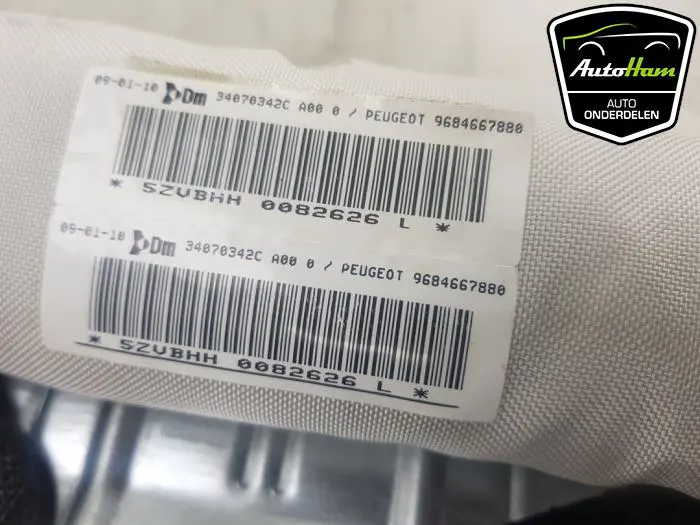 AutoHam
AUTO
ONDERDELEN
09-01-10 Dm 34070342C A00 0 / PEUGEOT 9684667880
* 5ZVBHH 0082626 L *
09-01-10 Dm 34070342C A00 0 / PEUGEOT 9684667880
* 5ZVBHH 0082626 L *